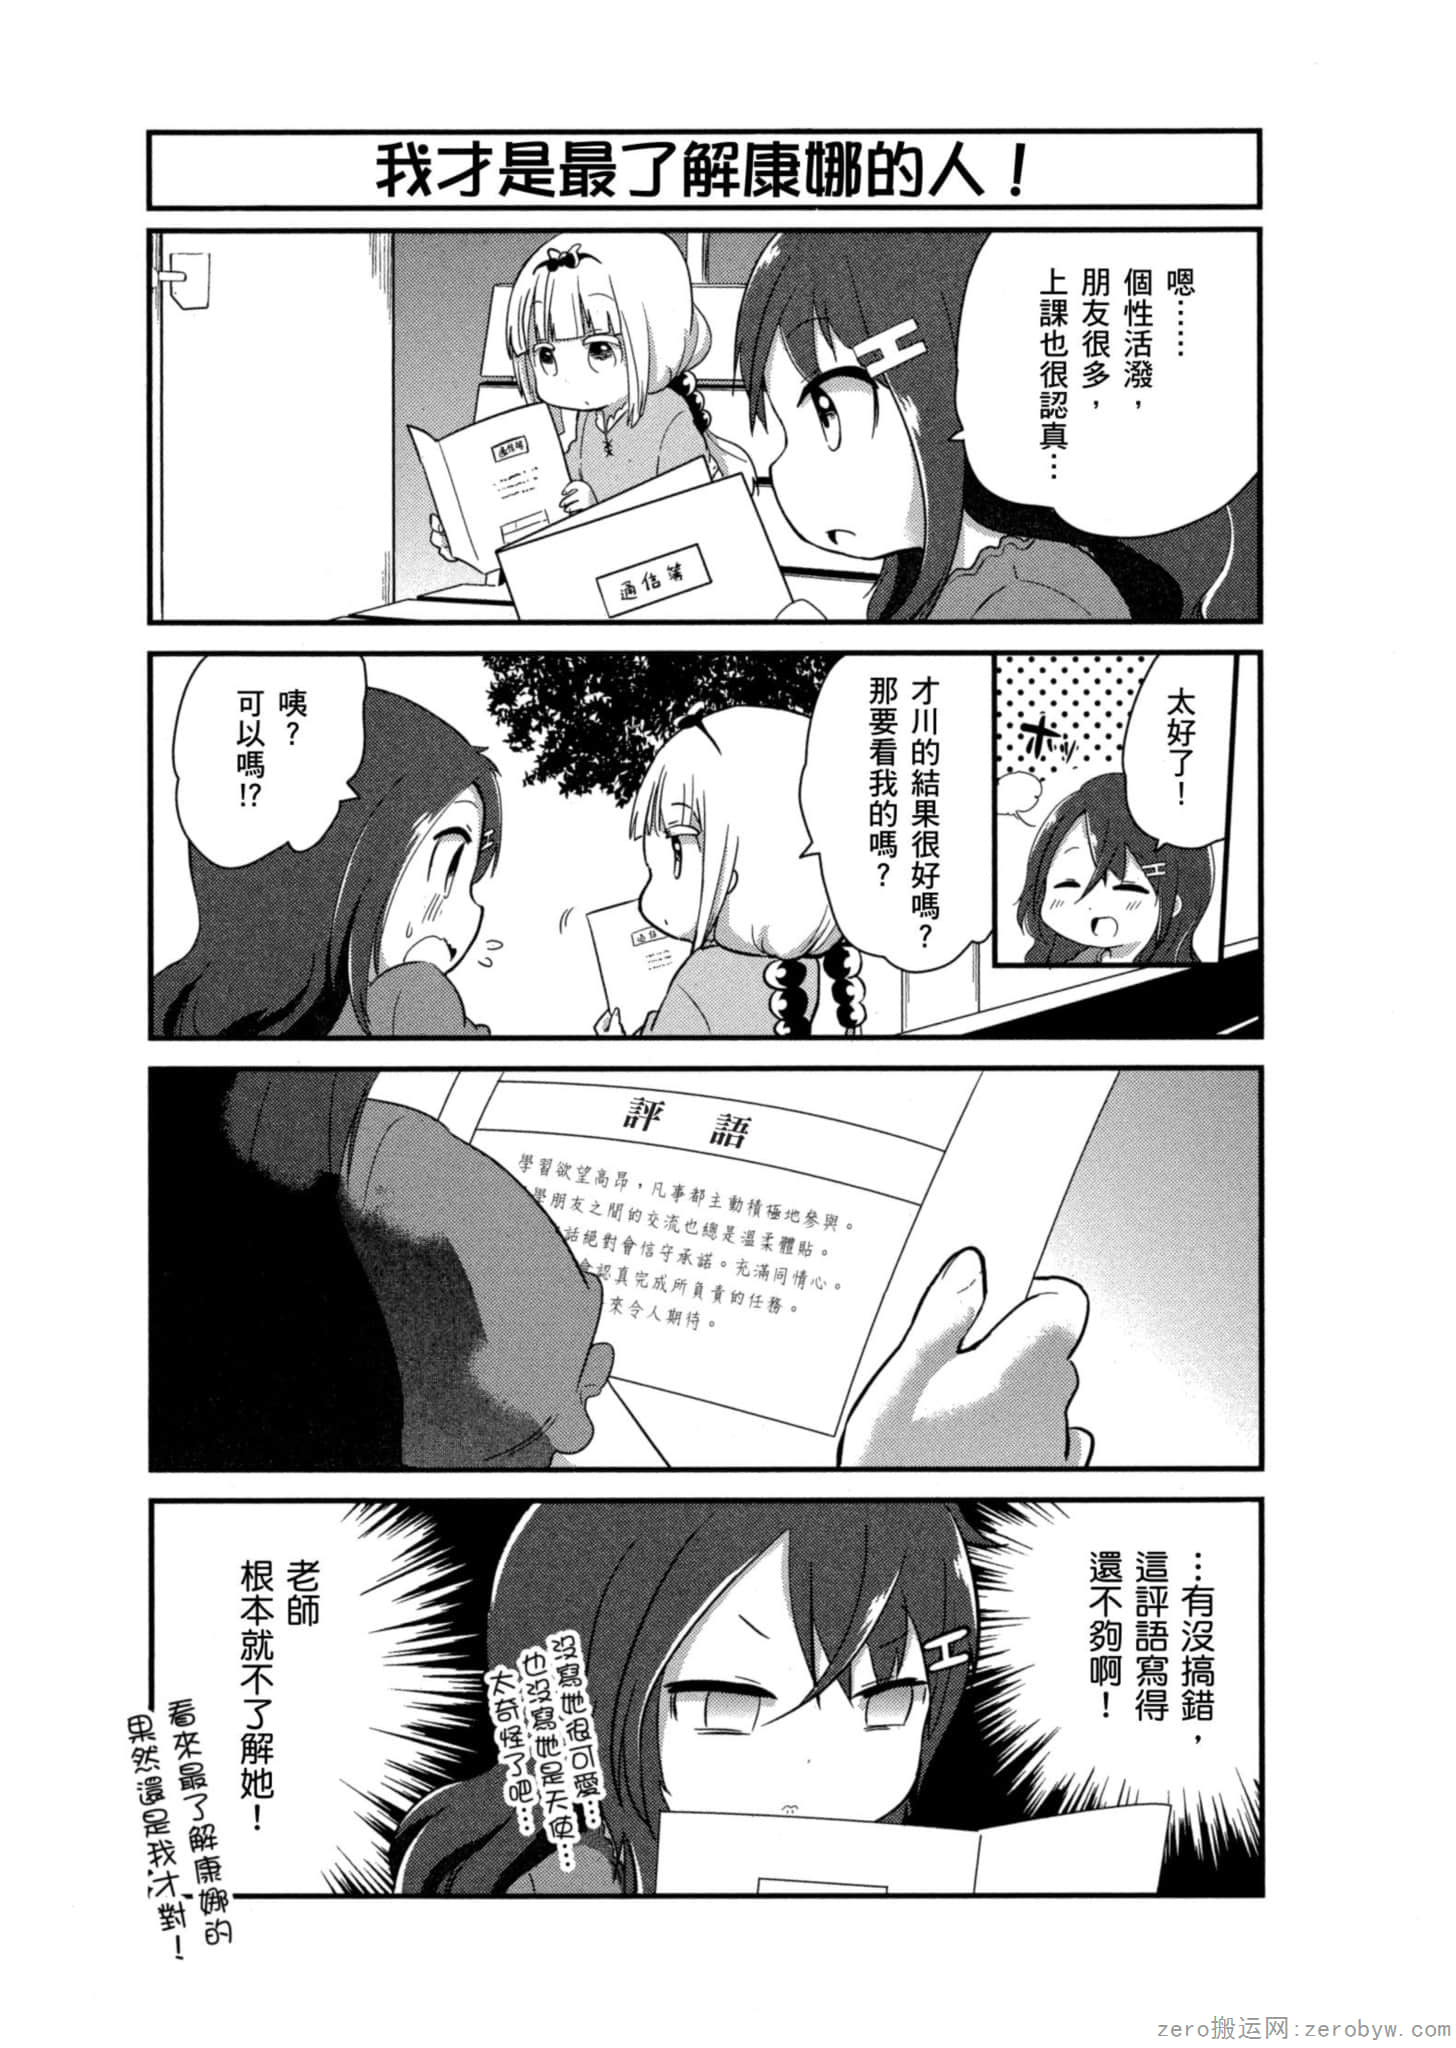 我才是最了解康娜的人！
嗯……
個性活潑，
朋友很多，
上課也很認真…
通信簿
通信簿
太好了！
ホッ
才川的結果很好嗎？
那要看我的嗎？
咦？
可以嗎!?
評語
學習欲望高昂，凡事都主動積極地參與。
學朋友之間的交流也總是溫柔體貼。
話絕對會信守承諾。充滿同情心。
會認真完成所負責的任務。
來令人期待。
…有沒搞錯，
這評語寫得
還不夠啊！
沒寫她很可愛…
也沒寫她是天使…
太奇怪了吧…
老師
根本就不了解她！
看來最了解康娜的
果然還是我才對！
zero搬运网:zerobyw.com